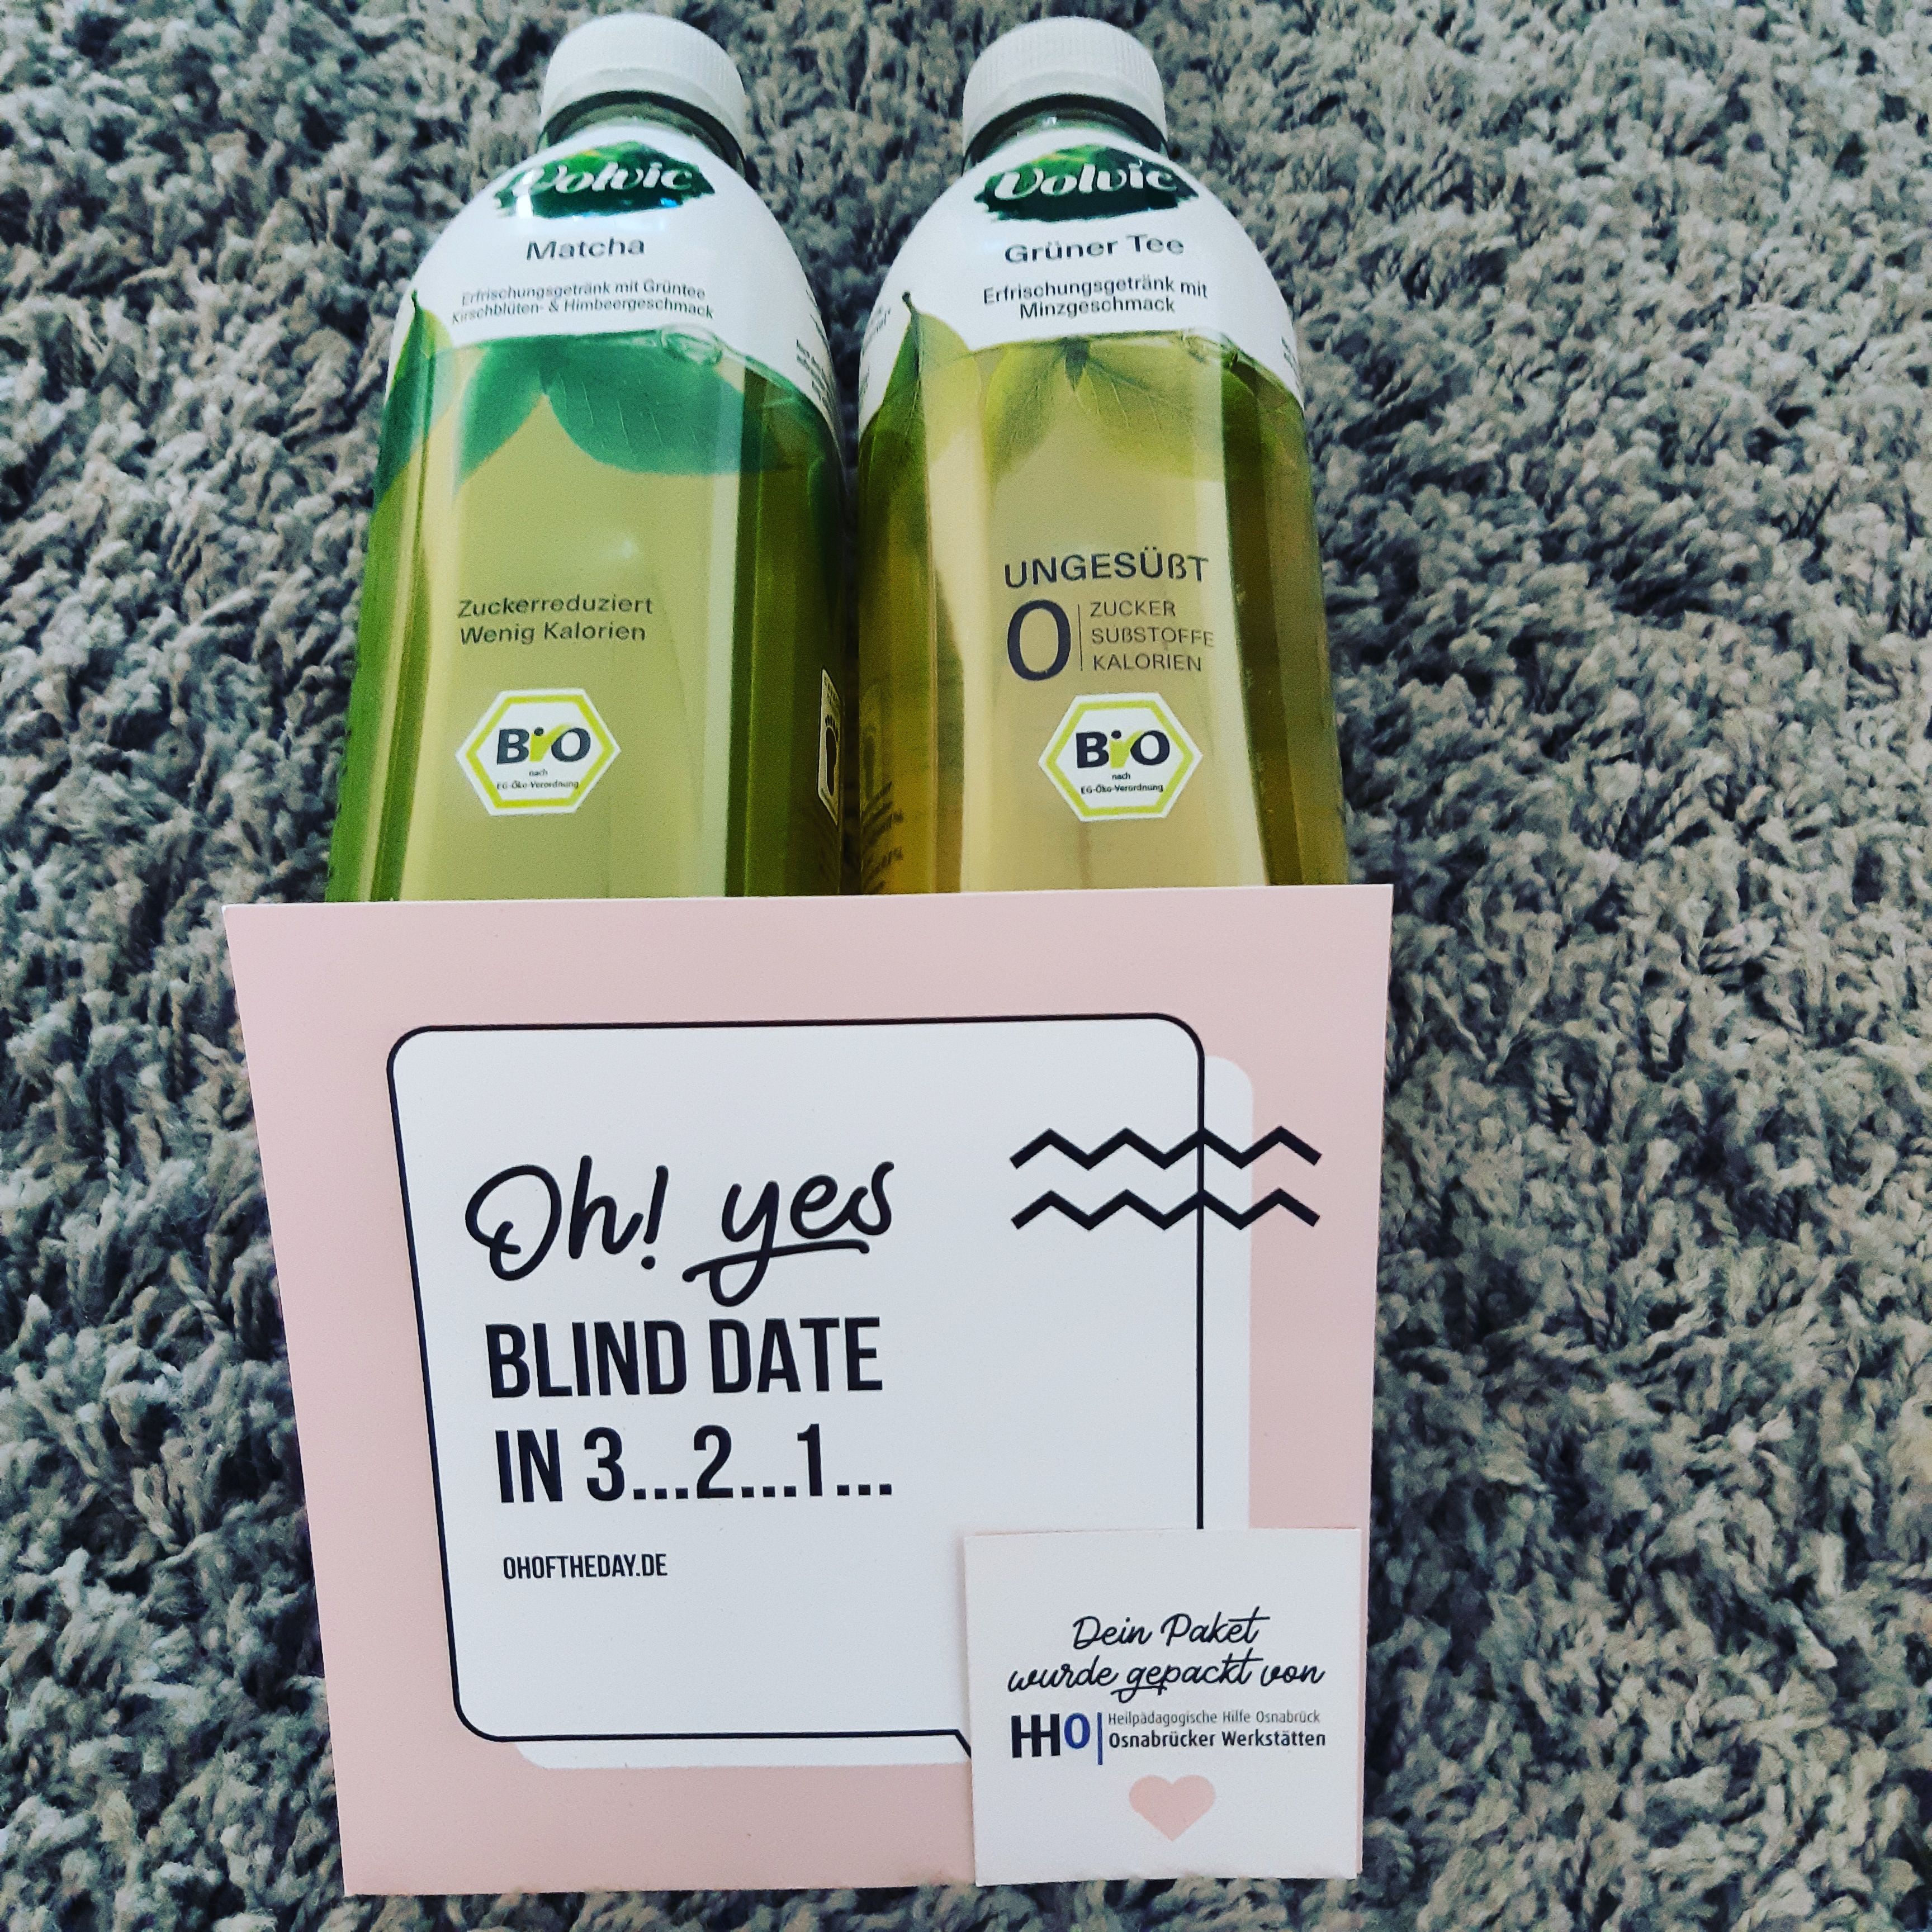 Volvic
Matcha
Erfrischungsgetränk mit Grüntee
Kirschblüten- & Himbeergeschmack
Zuckerreduziert
Wenig Kalorien
BiO
nach
EG-Öko-Verordnung
Volvic
Grüner Tee
Erfrischungsgetränk mit
Minzgeschmack
UNGESÜßT
0
ZUCKER
SÜßSTOFFE
KALORIEN
BiO
nach
EG-Öko-Verordnung
Oh! yes
BLIND DATE
IN 3...2...1...
OHOFTHEDAY.DE
Dein Paket
wurde gepackt von
HHO Heilpädagogische Hilfe Osnabrück
Osnabrücker Werkstätten